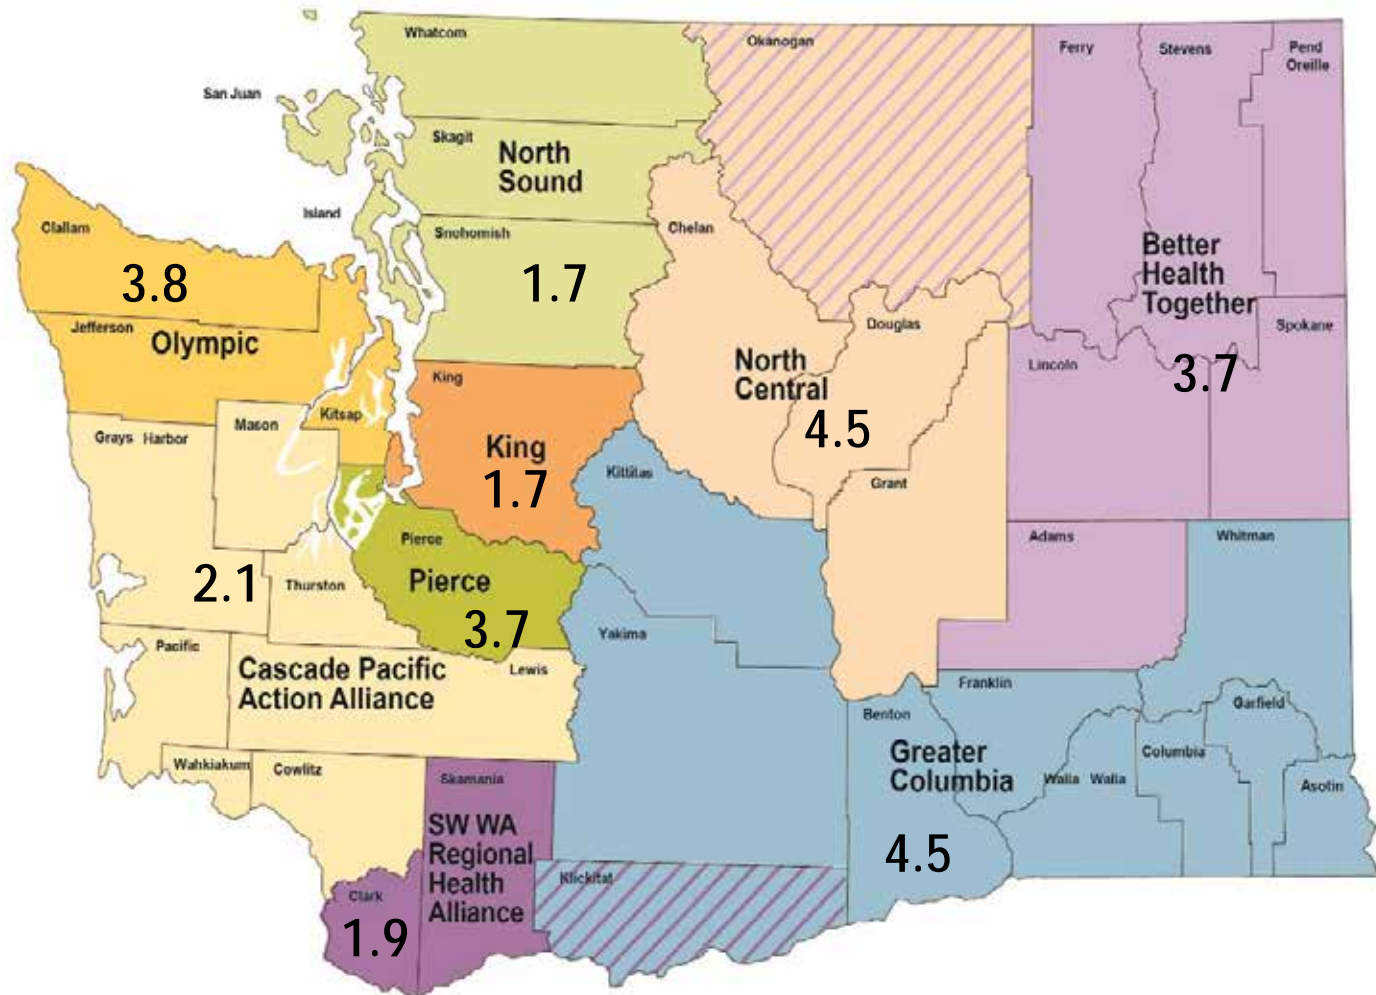 Whatcom
Okanogan
Ferry
Stevens
Pend
Oreille
San Juan
Skagit
North
Sound
Island
Clallam
Snohomish
Chelan
3.8
1.7
Better
Health
Together
Jefferson
Olympic
Douglas
Spokane
King
North
Central
Lincoln
3.7
Kitsap
Mason
Grays Harbor
4.5
King
1.7
Kittitas
Grant
Pierce
Adams
Whitman
2.1
Thurston
Pierce
3.7
Yakima
Pacific
Cascade Pacific
Action Alliance
Lewis
Franklin
Benton
Garfield
Greater
Columbia
Columbia
Wahkiakum
Cowlitz
Skamania
Walla Walla
Asotin
SW WA
Regional
Health
Alliance
4.5
Klickitat
Clark
1.9